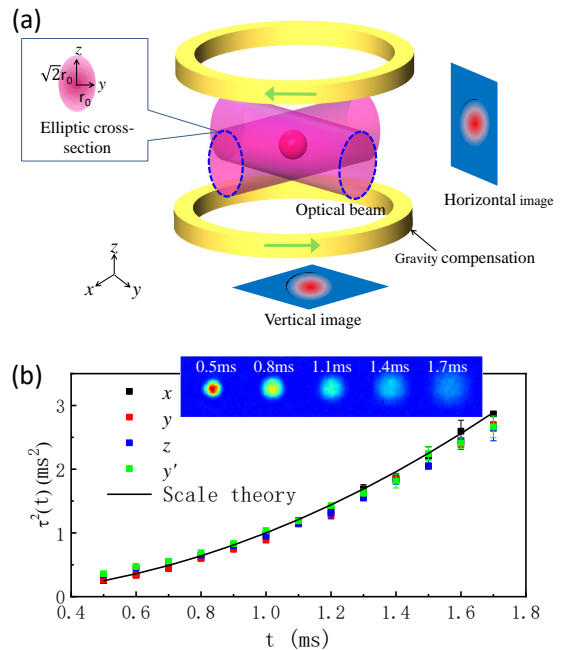 (a)
z
√2r₀
y
r₀
Elliptic cross-
section
Optical beam
Horizontal image
Gravity compensation
z
x
y
Vertical image
(b)
0.5ms
0.8ms
1.1ms
1.4ms
1.7ms
x
y
z
y′
Scale theory
τ²(t)(ms²)
3
2
1
0
0.4
0.6
0.8
1.0
1.2
1.4
1.6
1.8
t (ms)